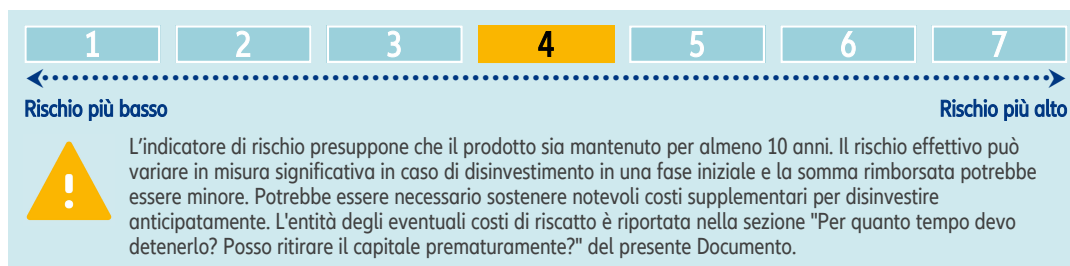 1 2 3 4 5 6 7
Rischio più basso Rischio più alto
L'indicatore di rischio presuppone che il prodotto sia mantenuto per almeno 10 anni. Il rischio effettivo può
variare in misura significativa in caso di disinvestimento in una fase iniziale e la somma rimborsata potrebbe
essere minore. Potrebbe essere necessario sostenere notevoli costi supplementari per disinvestire
anticipatamente. L'entità degli eventuali costi di riscatto è riportata nella sezione "Per quanto tempo devo
detenerlo? Posso ritirare il capitale prematuramente?" del presente Documento.